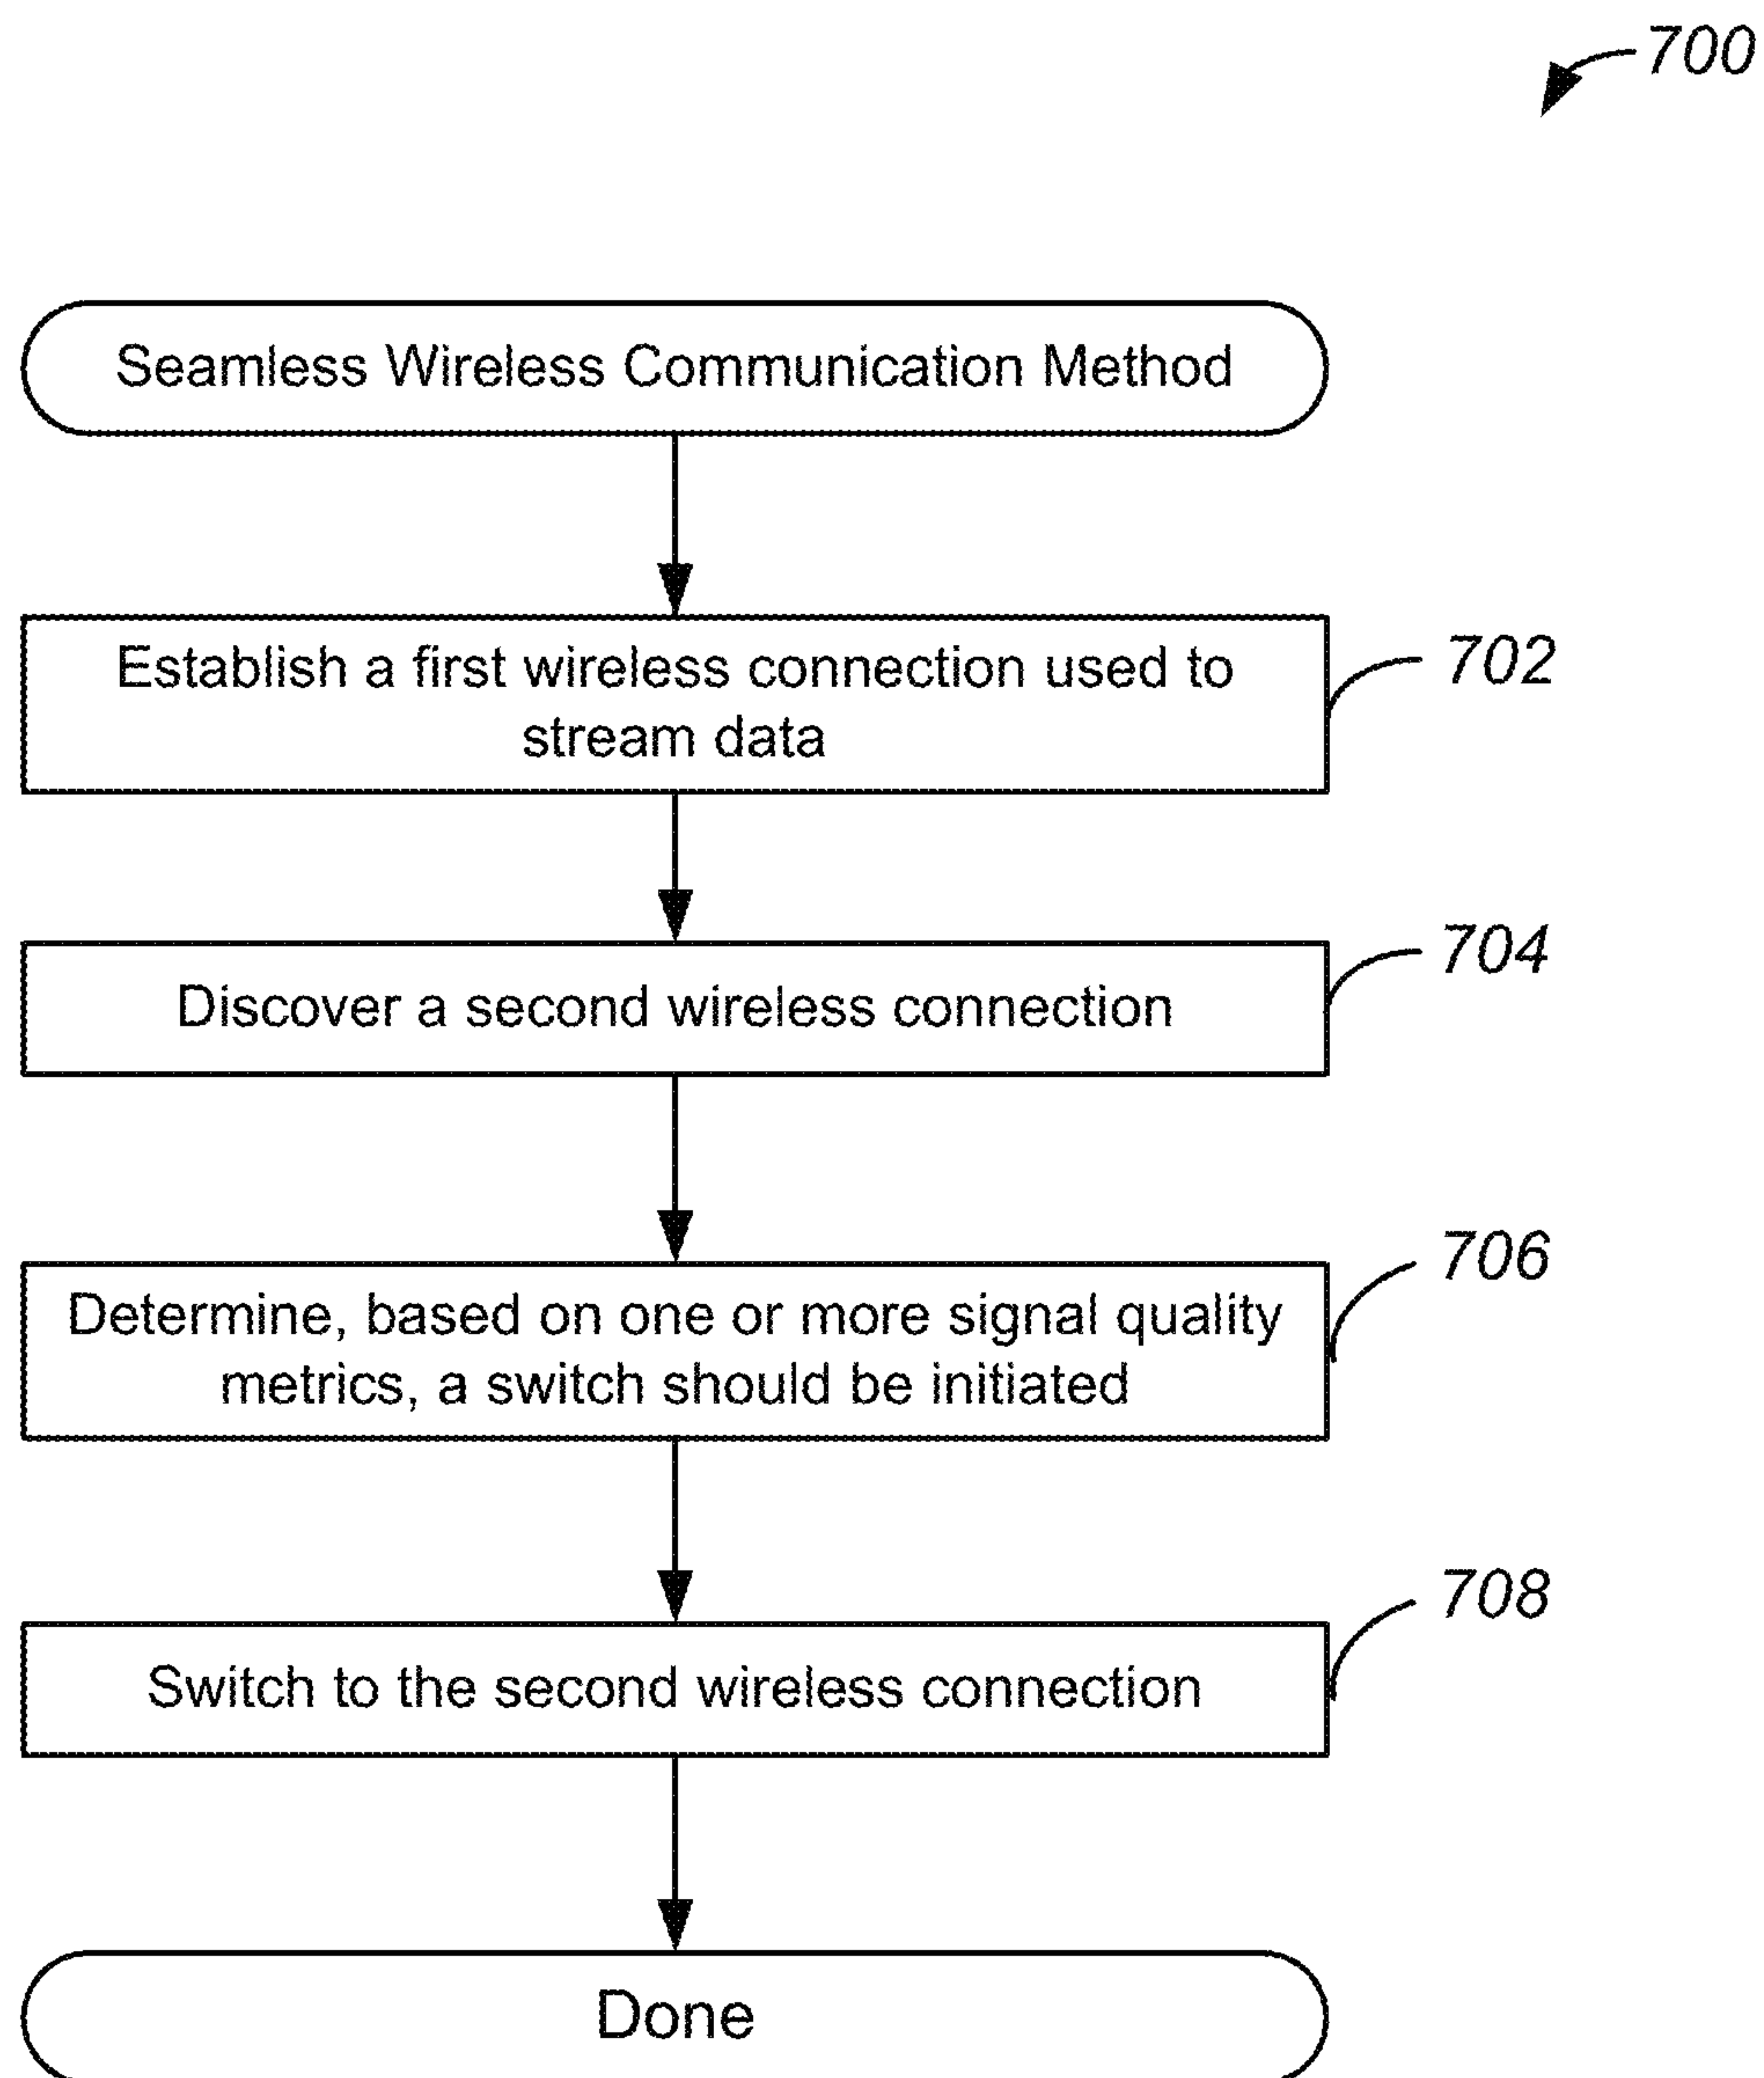 700
Seamless Wireless Communication Method
Establish a first wireless connection used to
stream data
702
Discover a second wireless connection
704
Determine, based on one or more signal quality
metrics, a switch should be initiated
706
Switch to the second wireless connection
708
Done